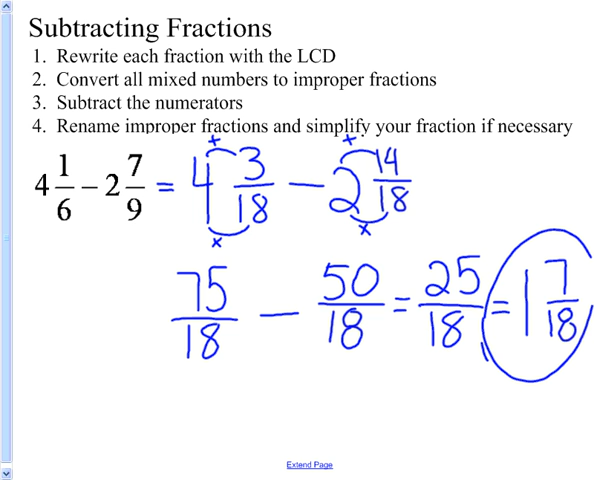 Subtracting Fractions
1. Rewrite each fraction with the LCD
2. Convert all mixed numbers to improper fractions
3. Subtract the numerators
4. Rename improper fractions and simplify your fraction if necessary
4 1/6 - 2 7/9 = 4 3/18 - 2 14/18
+ +
x x
75/18 - 50/18 = 25/18 = 1 7/18
Extend Page